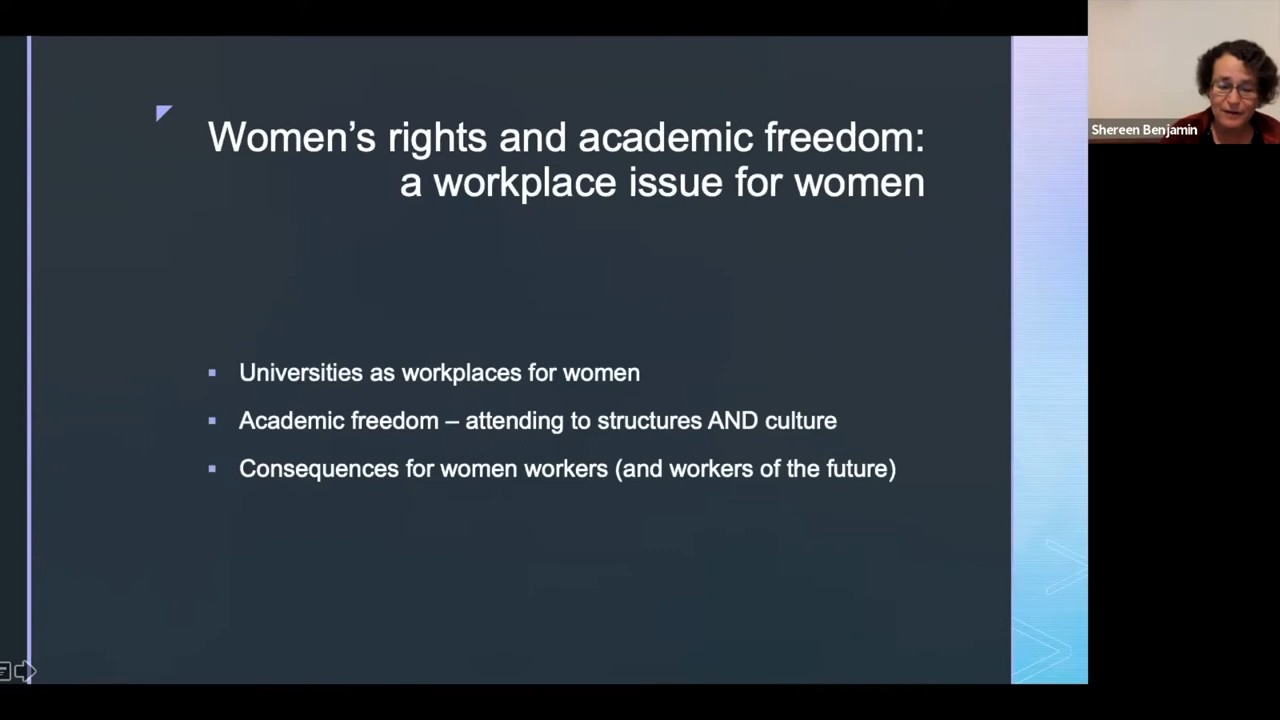 Women’s rights and academic freedom:
a workplace issue for women
Universities as workplaces for women
Academic freedom – attending to structures AND culture
Consequences for women workers (and workers of the future)
Shereen Benjamin